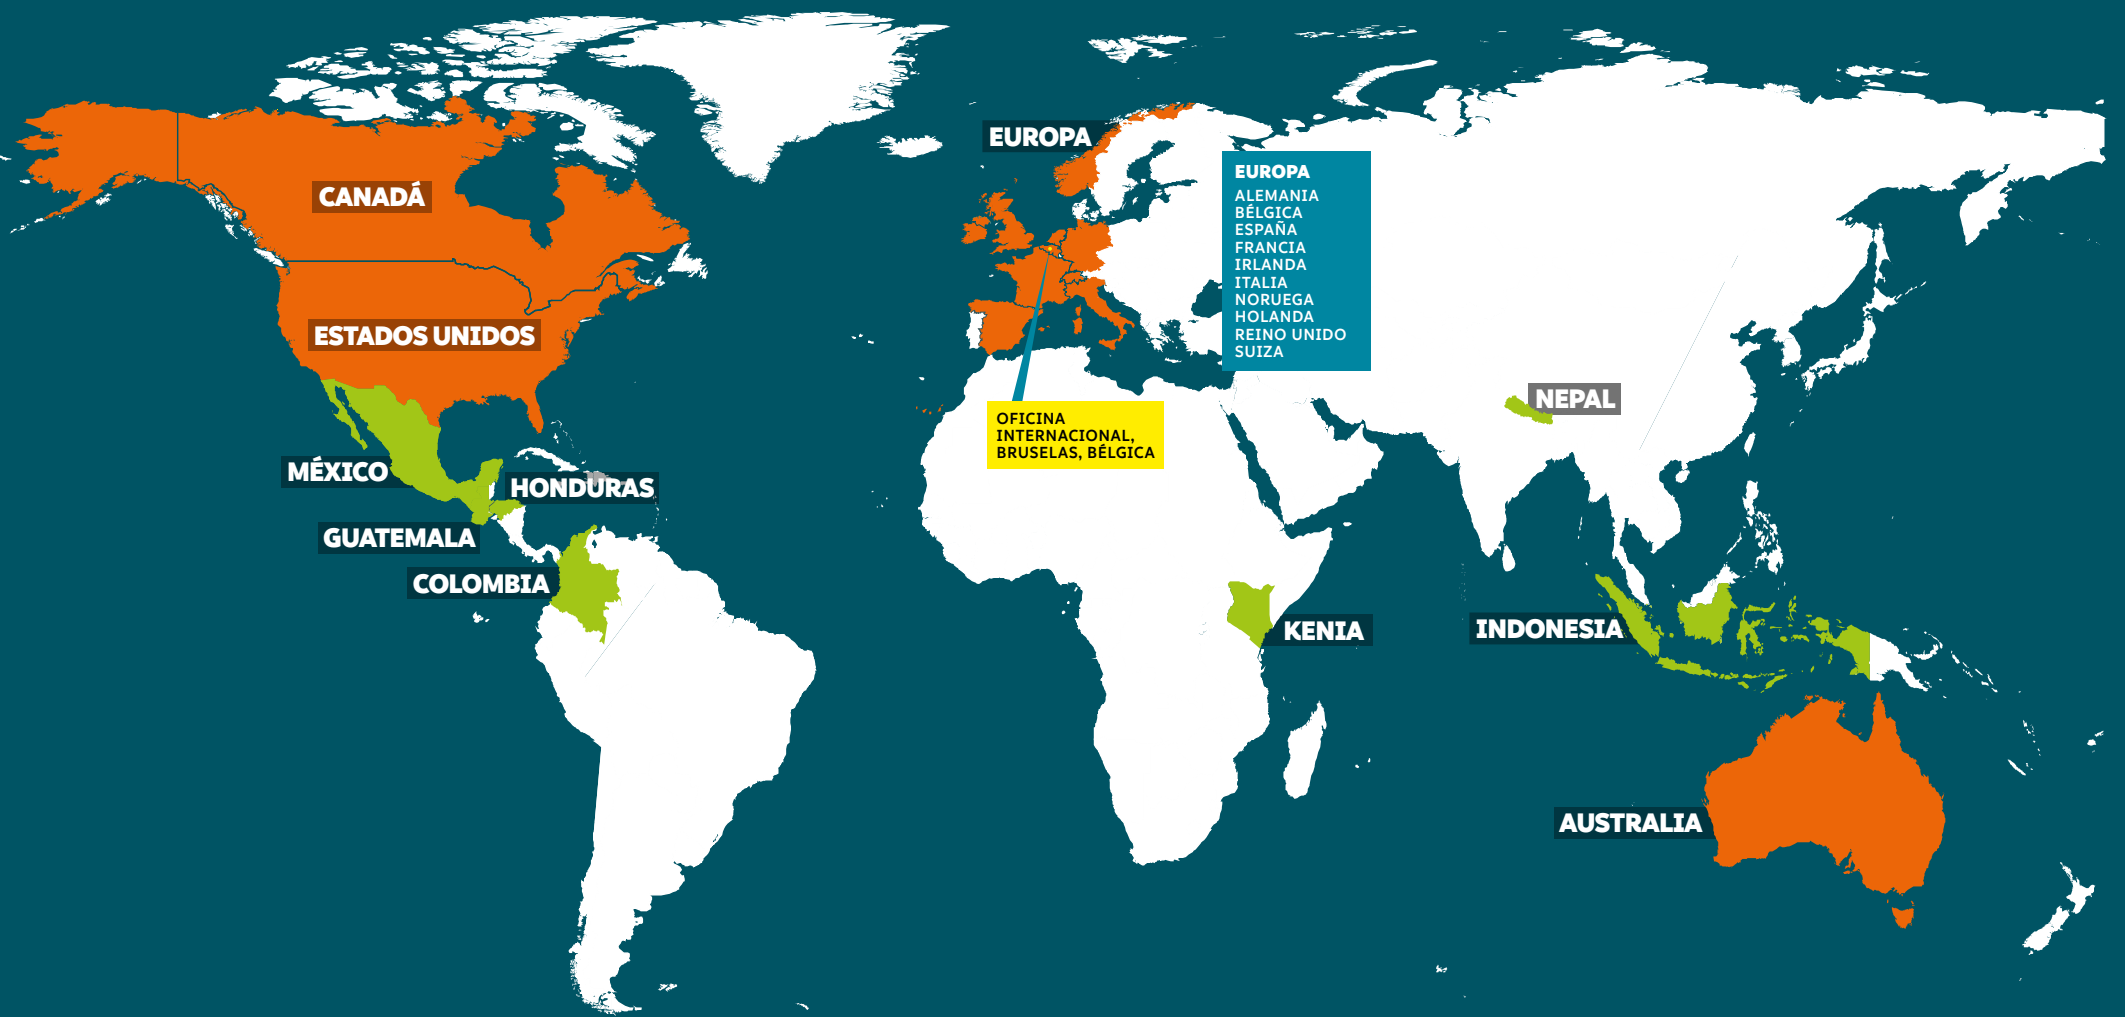 EUROPA
CANADÁ
ESTADOS UNIDOS
MÉXICO
HONDURAS
GUATEMALA
COLOMBIA
EUROPA
ALEMANIA
BÉLGICA
ESPAÑA
FRANCIA
IRLANDA
ITALIA
NORUEGA
HOLANDA
REINO UNIDO
SUIZA
OFICINA
INTERNACIONAL,
BRUSELAS, BÉLGICA
NEPAL
KENIA
INDONESIA
AUSTRALIA